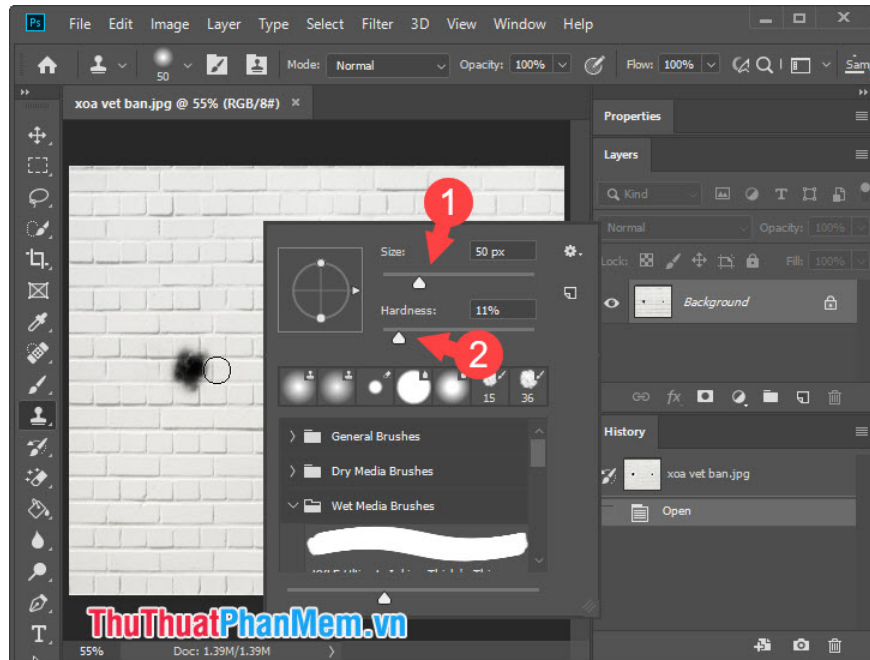 Ps File Edit Image Layer Type Select Filter 3D View Window Help
50 Mode: Normal Opacity: 100% Flow: 100% Sam
xoa vet ban.jpg @ 55% (RGB/8#) ×
Properties
Layers
Kind
Normal Opacity: 100%
Lock: Fill: 100%
Background
fx
History
xoa vet ban.jpg
Open
1
Size: 50 px
Hardness: 11%
2
15 36
General Brushes
Dry Media Brushes
Wet Media Brushes
ThuThuatPhanMem.vn
T
55% Doc: 1.39M/1.39M